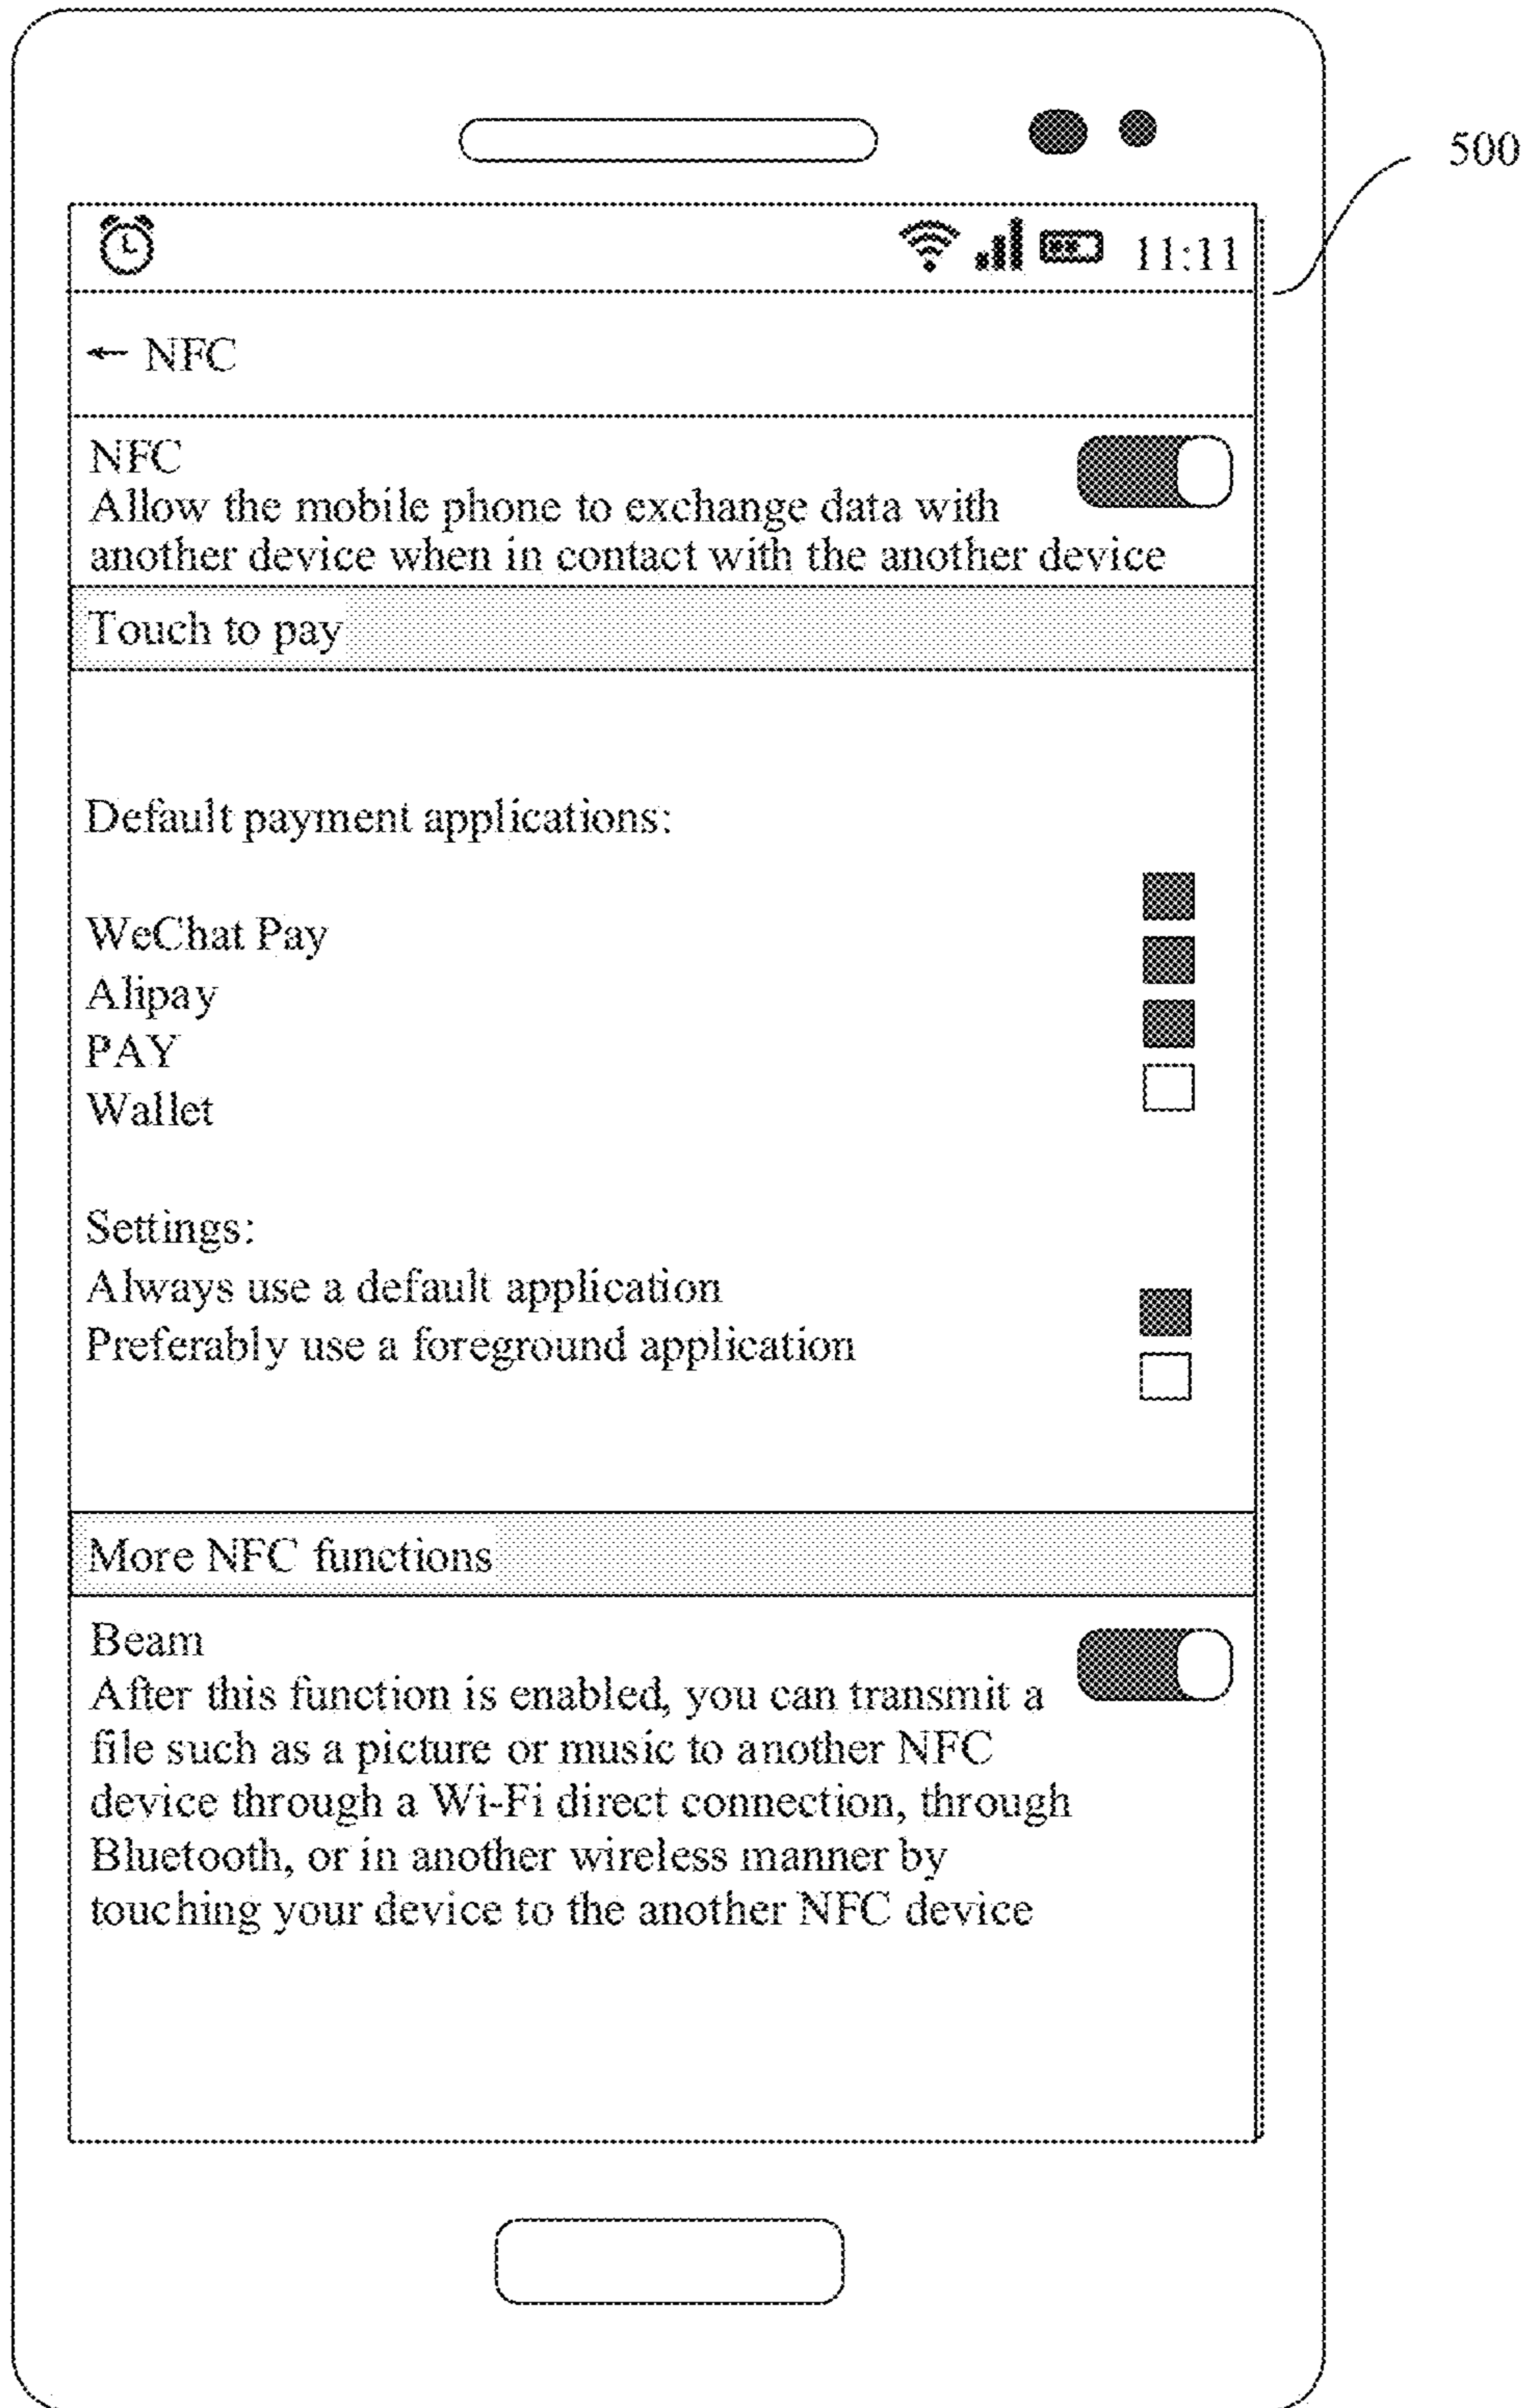 500
11:11
← NFC
NFC
Allow the mobile phone to exchange data with
another device when in contact with the another device
Touch to pay
Default payment applications:
WeChat Pay
Alipay
PAY
Wallet
Settings:
Always use a default application
Preferably use a foreground application
More NFC functions
Beam
After this function is enabled, you can transmit a
file such as a picture or music to another NFC
device through a Wi-Fi direct connection, through
Bluetooth, or in another wireless manner by
touching your device to the another NFC device